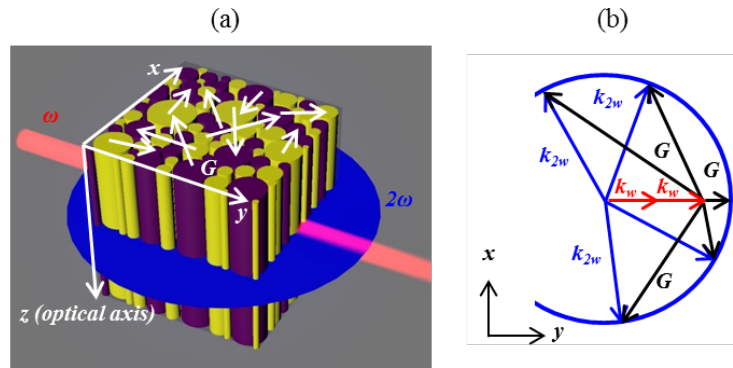 (a)
x
ω
G
y
2ω
z (optical axis)
(b)
k2w
G
k2w
G
kw kw
k2w
G
x
y